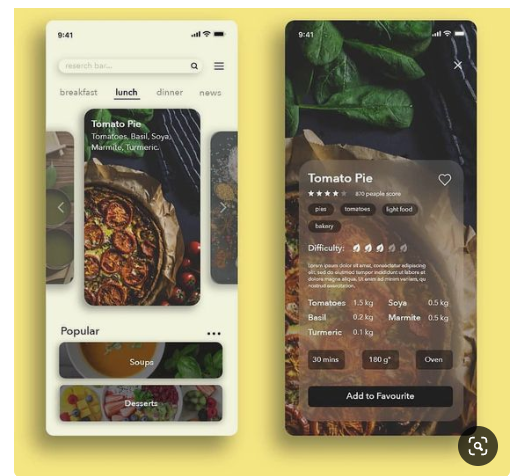 9:41
research bar...
breakfast lunch dinner news
Tomato Pie
Tomatoes, Basil, Soya,
Marmite, Turmeric.
Popular
Soups
Desserts
9:41
Tomato Pie
870 people score
pies tomatoes light food
bakery
Difficulty:
Lorem ipsum dolor sit amet, consectetur adipiscing
elit, sed do eiusmod tempor incididunt ut labore et
dolore magna aliqua. Ut enim ad minim veniam, qu
nostrud exercitation.
Tomatoes 1.5 kg Soya 0.5 kg
Basil 0.2 kg Marmite 0.5 kg
Turmeric 0.1 kg
30 mins 180 g° Oven
Add to Favourite